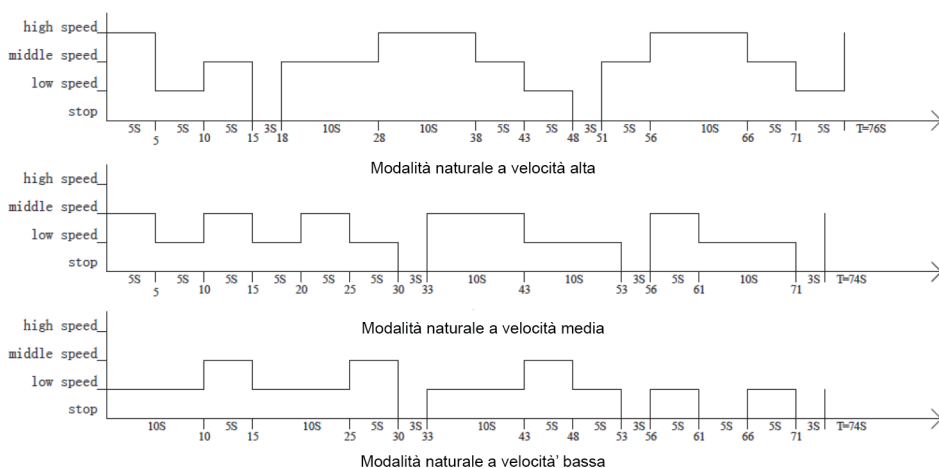 high speed
middle speed
low speed
stop
5S 5S 5S 3S 10S 10S 5S 5S 3S 5S 10S 5S 5S T=76S
5 10 15 18 28 38 43 48 51 56 66 71
Modalità naturale a velocità alta
high speed
middle speed
low speed
stop
5S 5S 5S 5S 5S 5S 3S 10S 10S 3S 5S 10S 3S T=74S
5 10 15 20 25 30 33 43 53 56 61 71
Modalità naturale a velocità media
high speed
middle speed
low speed
stop
10S 5S 10S 5S 3S 10S 5S 5S 3S 5S 5S 5S 3S T=74S
10 15 25 30 33 43 48 53 56 61 66 71
Modalità naturale a velocità' bassa